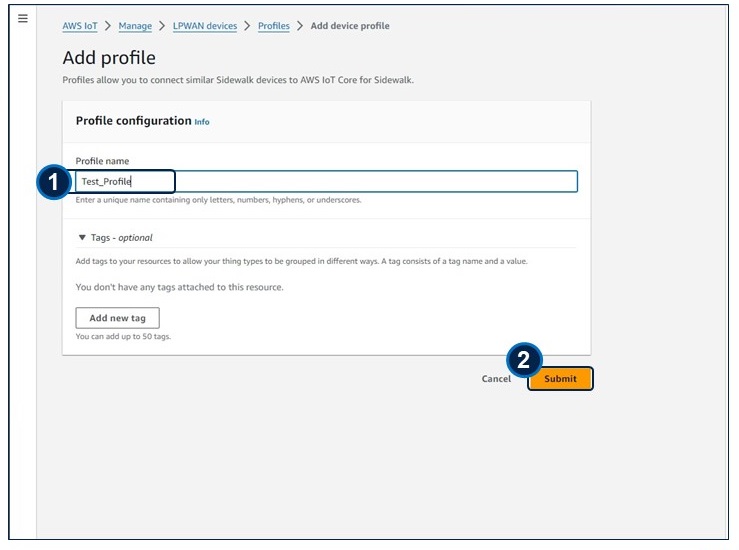 AWS IoT > Manage > LPWAN devices > Profiles > Add device profile
Add profile
Profiles allow you to connect similar Sidewalk devices to AWS IoT Core for Sidewalk.
Profile configuration Info
Profile name
1 Test_Profile
Enter a unique name containing only letters, numbers, hyphens, or underscores.
Tags - optional
Add tags to your resources to allow your thing types to be grouped in different ways. A tag consists of a tag name and a value.
You don't have any tags attached to this resource.
Add new tag
You can add up to 50 tags.
Cancel 2 Submit